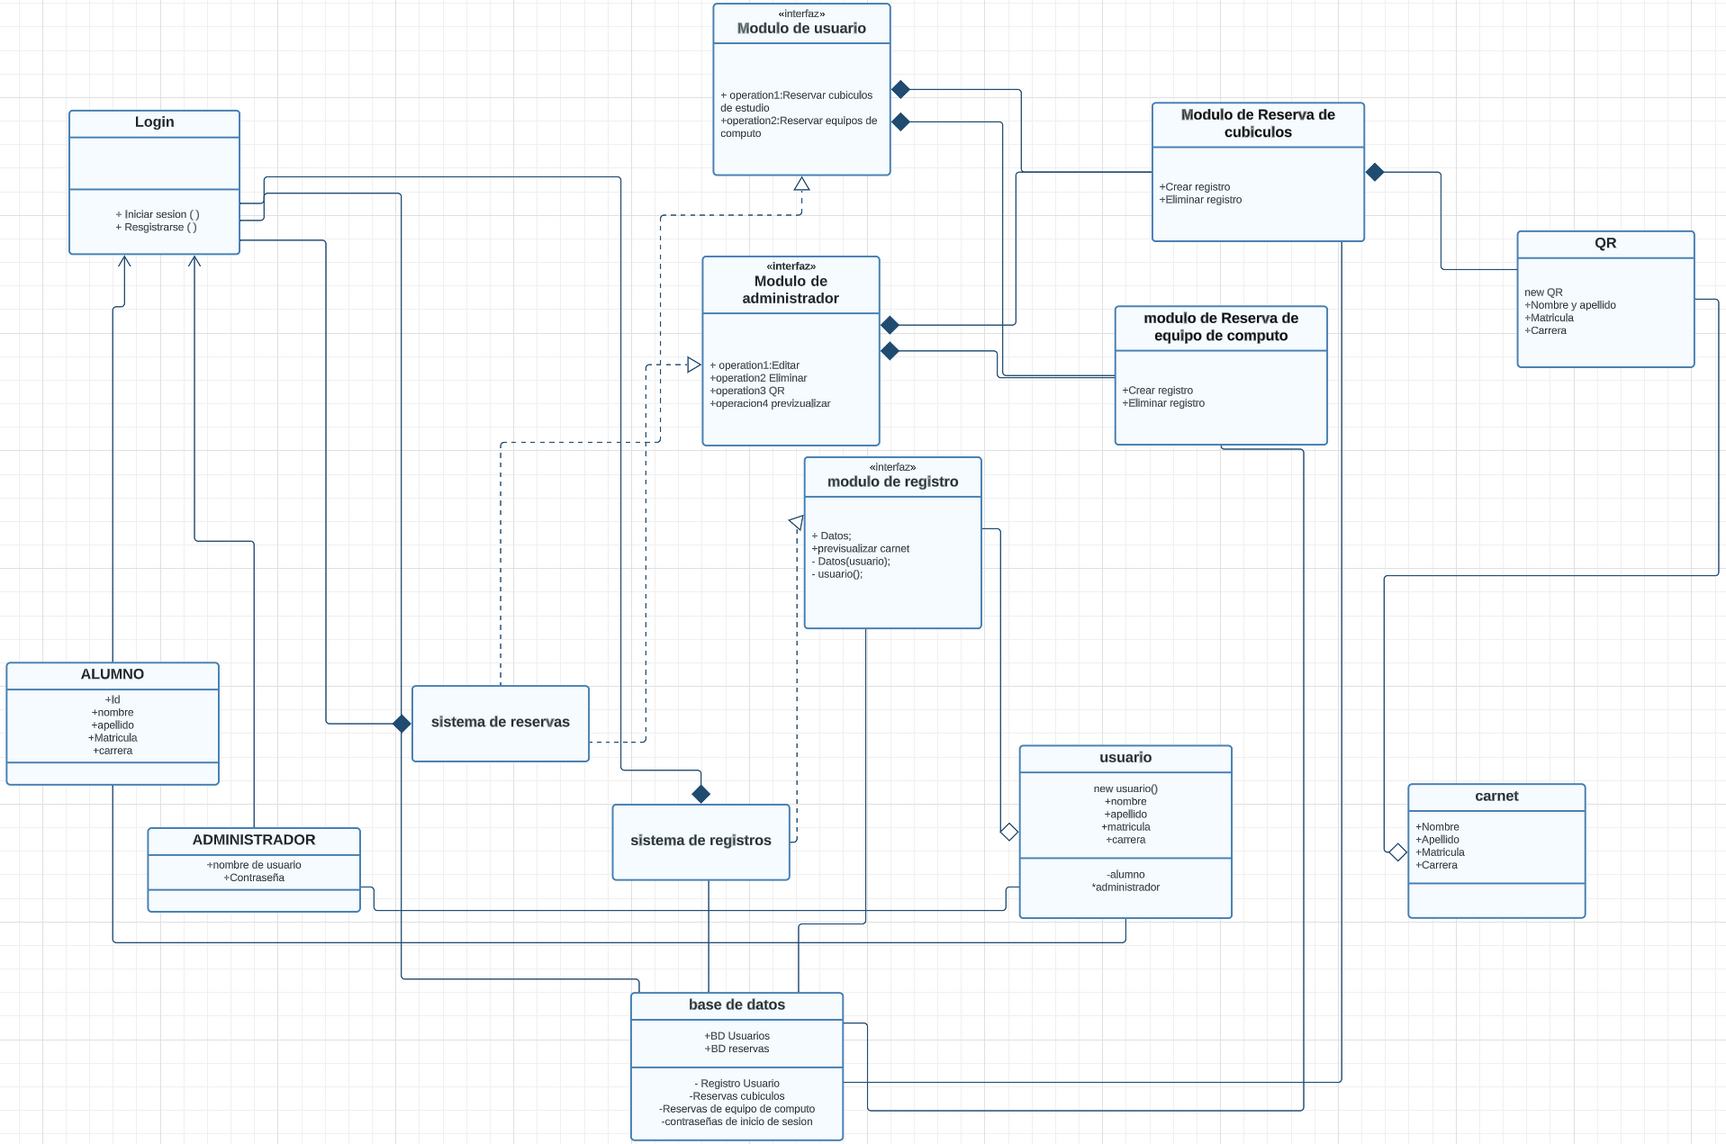 «interfaz»
Modulo de usuario
+ operation1:Reservar cubiculos
de estudio
+operation2:Reservar equipos de
computo
Login
+ Iniciar sesion ( )
+ Resgistrarse ( )
Modulo de Reserva de
cubiculos
+Crear registro
+Eliminar registro
QR
new QR
+Nombre y apellido
+Matricula
+Carrera
«interfaz»
Modulo de
administrador
+ operation1:Editar
+operation2 Eliminar
+operation3 QR
+operacion4 previzualizar
modulo de Reserva de
equipo de computo
+Crear registro
+Eliminar registro
«interfaz»
modulo de registro
+ Datos;
+previsualizar carnet
- Datos(usuario);
- usuario();
ALUMNO
+Id
+nombre
+apellido
+Matricula
+carrera
sistema de reservas
usuario
new usuario()
+nombre
+apellido
+matricula
+carrera
-alumno
*administrador
carnet
+Nombre
+Apellido
+Matricula
+Carrera
ADMINISTRADOR
+nombre de usuario
+Contraseña
sistema de registros
base de datos
+BD Usuarios
+BD reservas
- Registro Usuario
-Reservas cubiculos
-Reservas de equipo de computo
-contraseñas de inicio de sesion